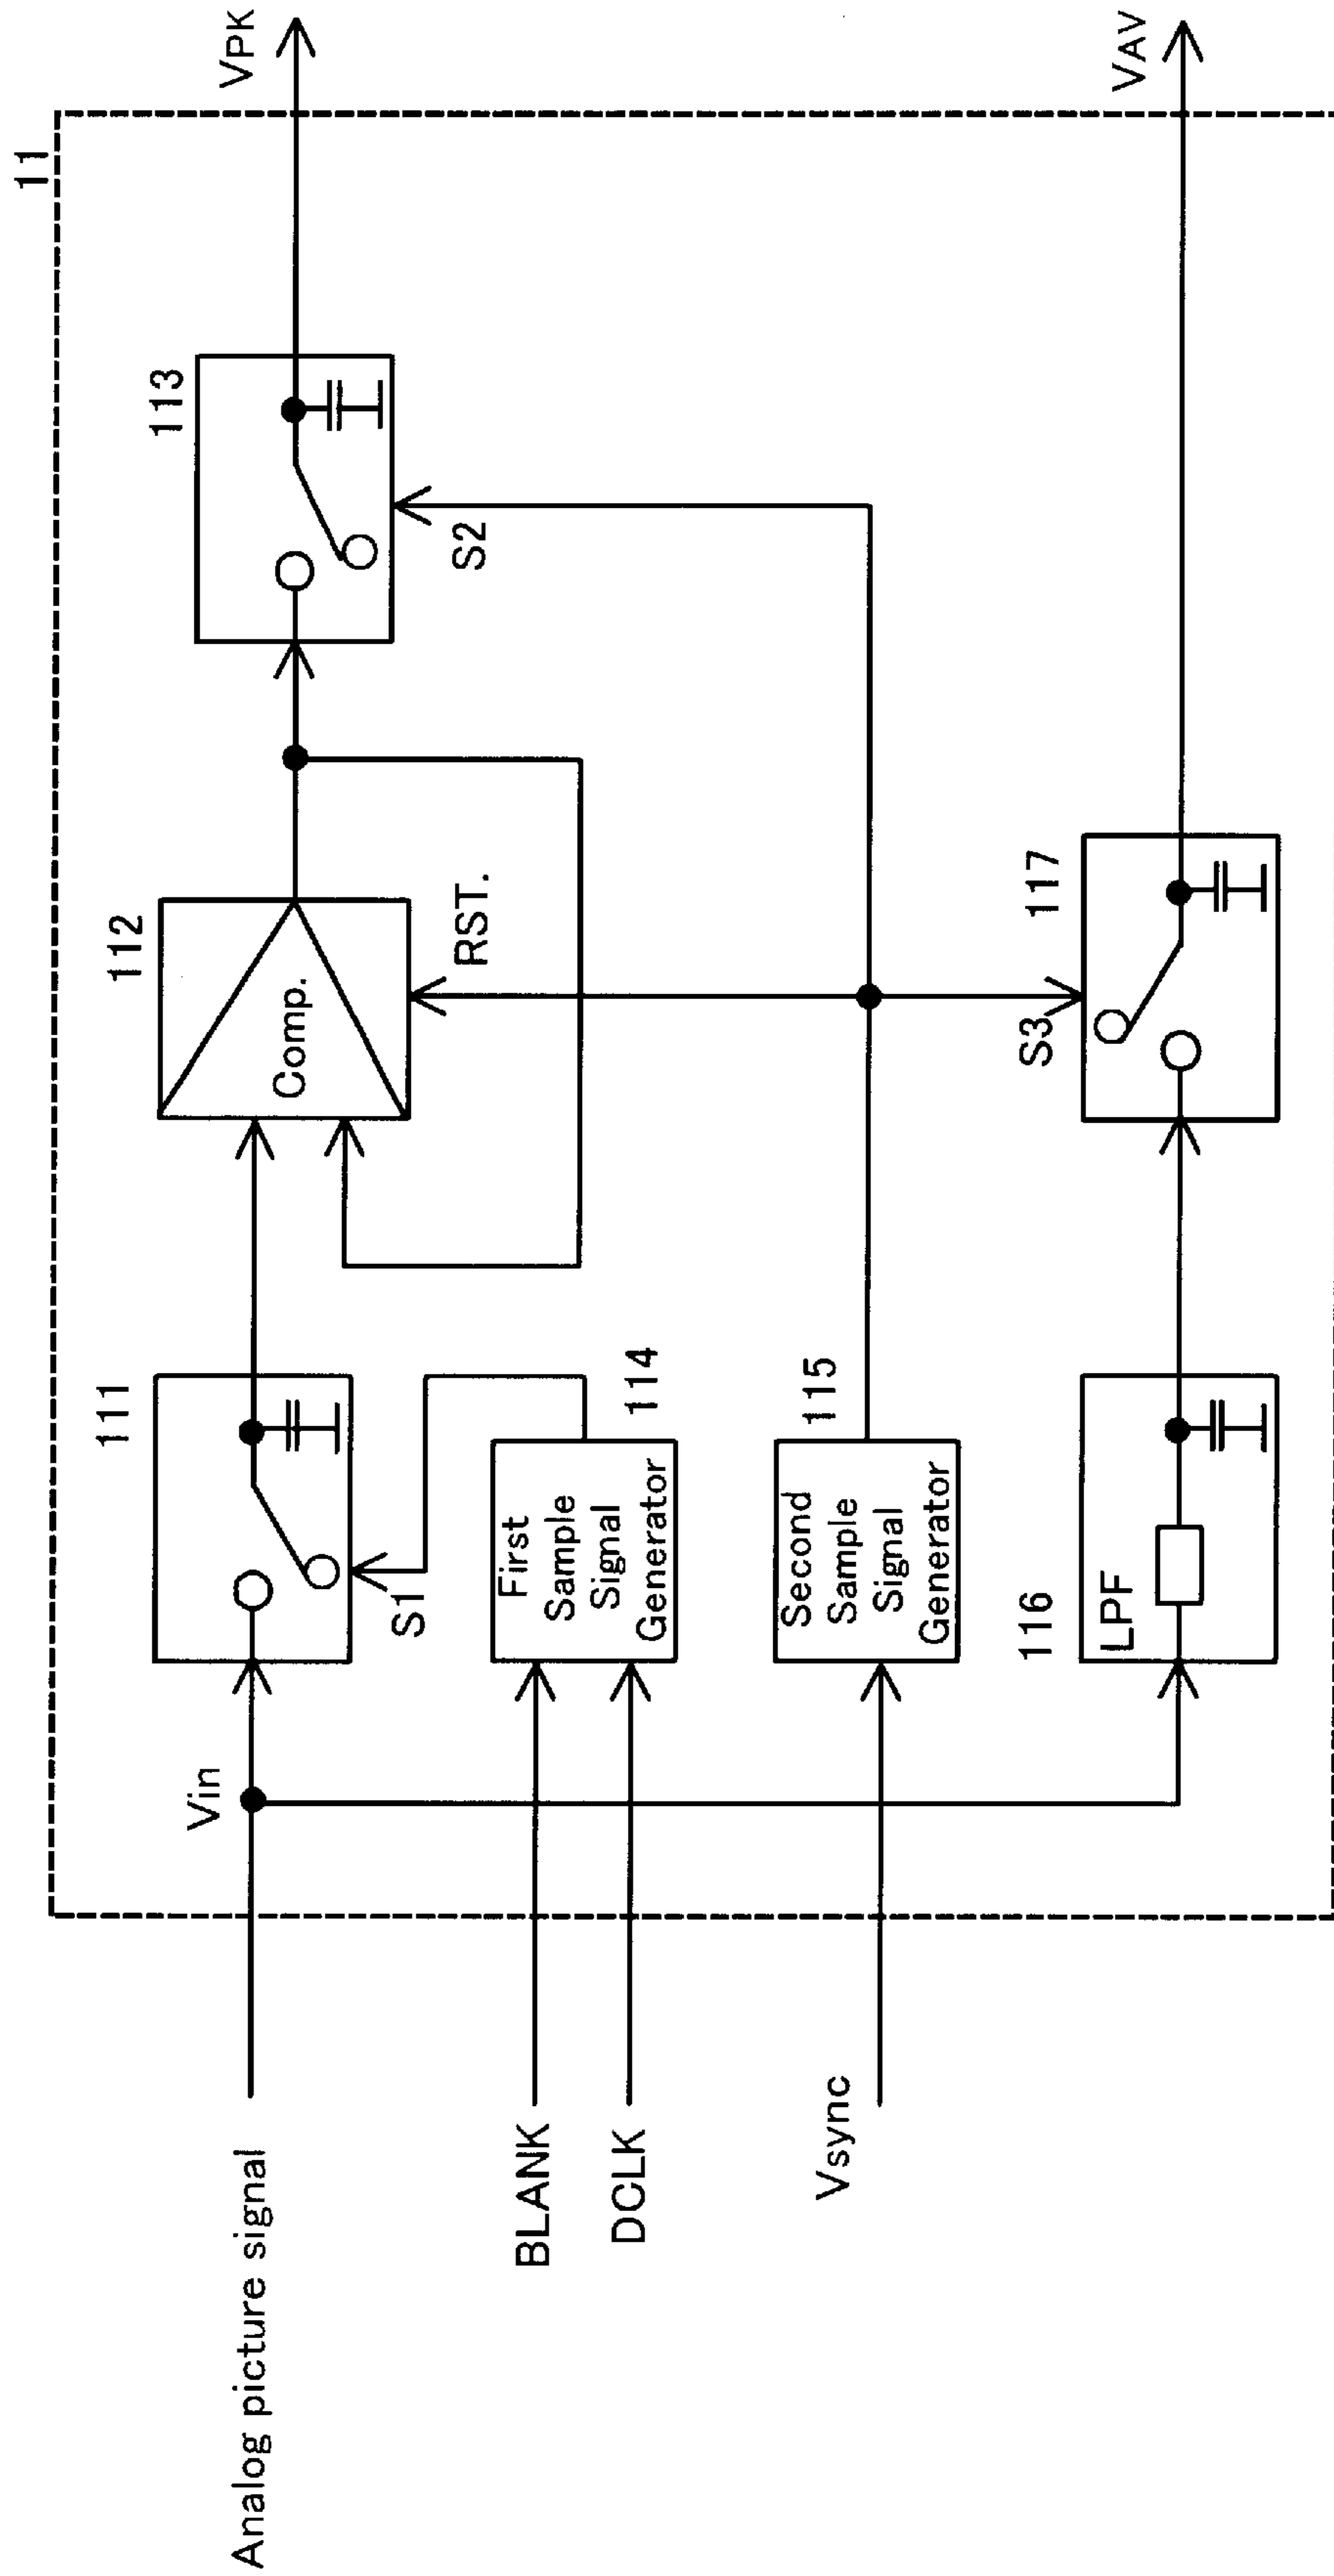 11
Analog picture signal
Vin
111
S1
112
Comp.
RST.
113
S2
VPK
BLANK
DCLK
First
Sample
Signal
Generator
114
Vsync
Second
Sample
Signal
Generator
115
116
LPF
S3
117
VAV